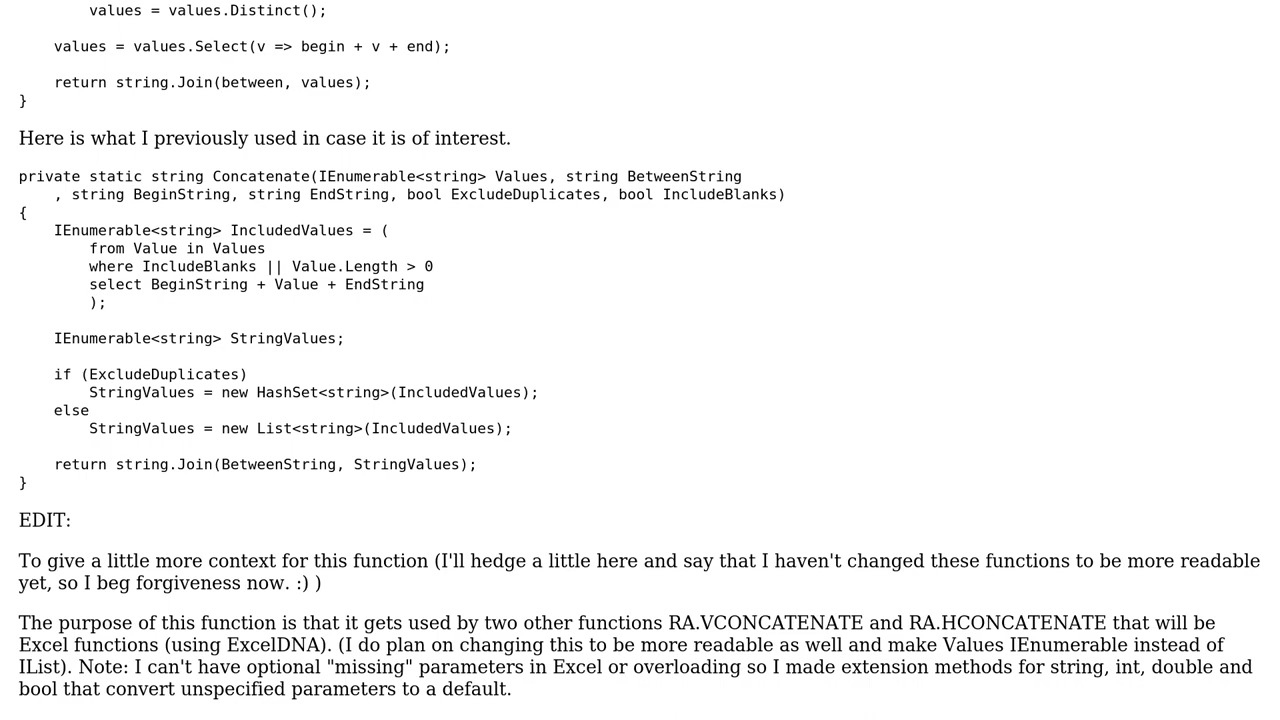 values = values.Distinct();

    values = values.Select(v => begin + v + end);

    return string.Join(between, values);
}
Here is what I previously used in case it is of interest.
private static string Concatenate(IEnumerable<string> Values, string BetweenString
    , string BeginString, string EndString, bool ExcludeDuplicates, bool IncludeBlanks)
{
    IEnumerable<string> IncludedValues = (
        from Value in Values
        where IncludeBlanks || Value.Length > 0
        select BeginString + Value + EndString
        );

    IEnumerable<string> StringValues;

    if (ExcludeDuplicates)
        StringValues = new HashSet<string>(IncludedValues);
    else
        StringValues = new List<string>(IncludedValues);

    return string.Join(BetweenString, StringValues);
}
EDIT:
To give a little more context for this function (I'll hedge a little here and say that I haven't changed these functions to be more readable
yet, so I beg forgiveness now. :) )
The purpose of this function is that it gets used by two other functions RA.VCONCATENATE and RA.HCONCATENATE that will be
Excel functions (using ExcelDNA). (I do plan on changing this to be more readable as well and make Values IEnumerable instead of
IList). Note: I can't have optional "missing" parameters in Excel or overloading so I made extension methods for string, int, double and
bool that convert unspecified parameters to a default.